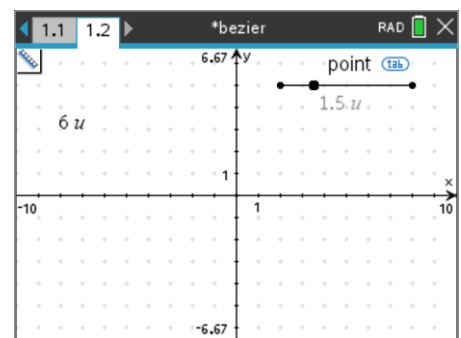 1.1 1.2 *bezier RAD
6.67 y
point tab
1.5 u
6 u
1
x
-10 1 10
-6.67